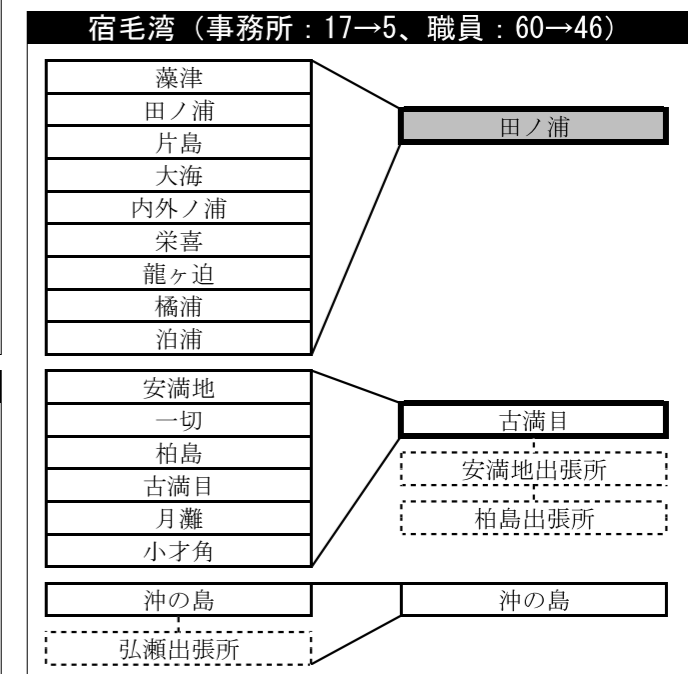 宿毛湾（事務所：17→5、職員：60→46）
藻津
田ノ浦
片島
大海
内外ノ浦
栄喜
龍ヶ迫
橘浦
泊浦
田ノ浦
安満地
一切
柏島
古満目
月灘
小才角
古満目
安満地出張所
柏島出張所
沖の島
弘瀬出張所
沖の島